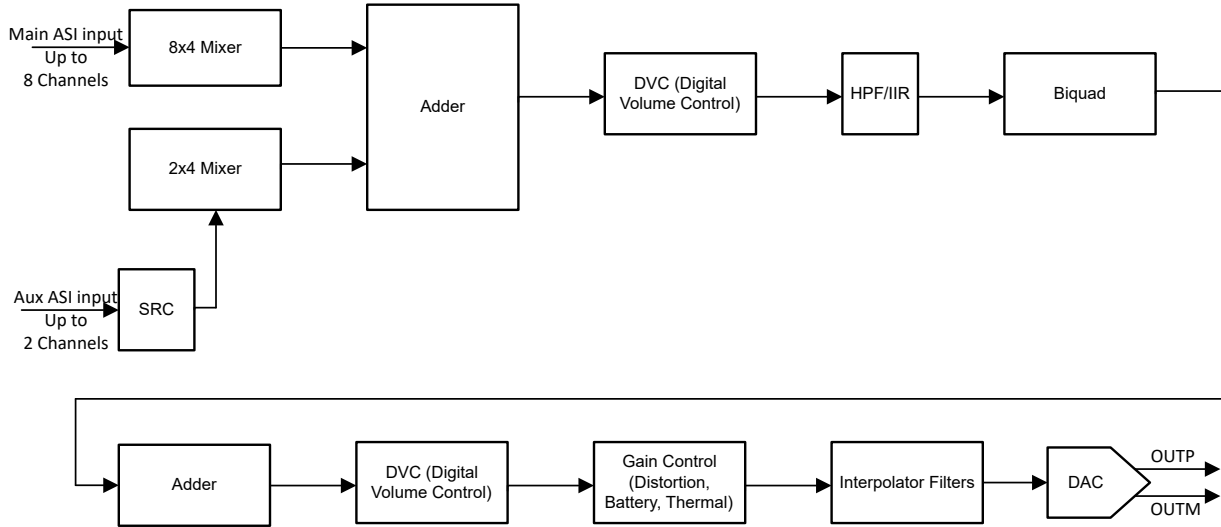 Main ASI input
Up to
8 Channels
8x4 Mixer
2x4 Mixer
Aux ASI input
Up to
2 Channels
SRC
Adder
DVC (Digital
Volume Control)
HPF/IIR
Biquad
Adder
DVC (Digital
Volume Control)
Gain Control
(Distortion,
Battery, Thermal)
Interpolator Filters
DAC
OUTP
OUTM